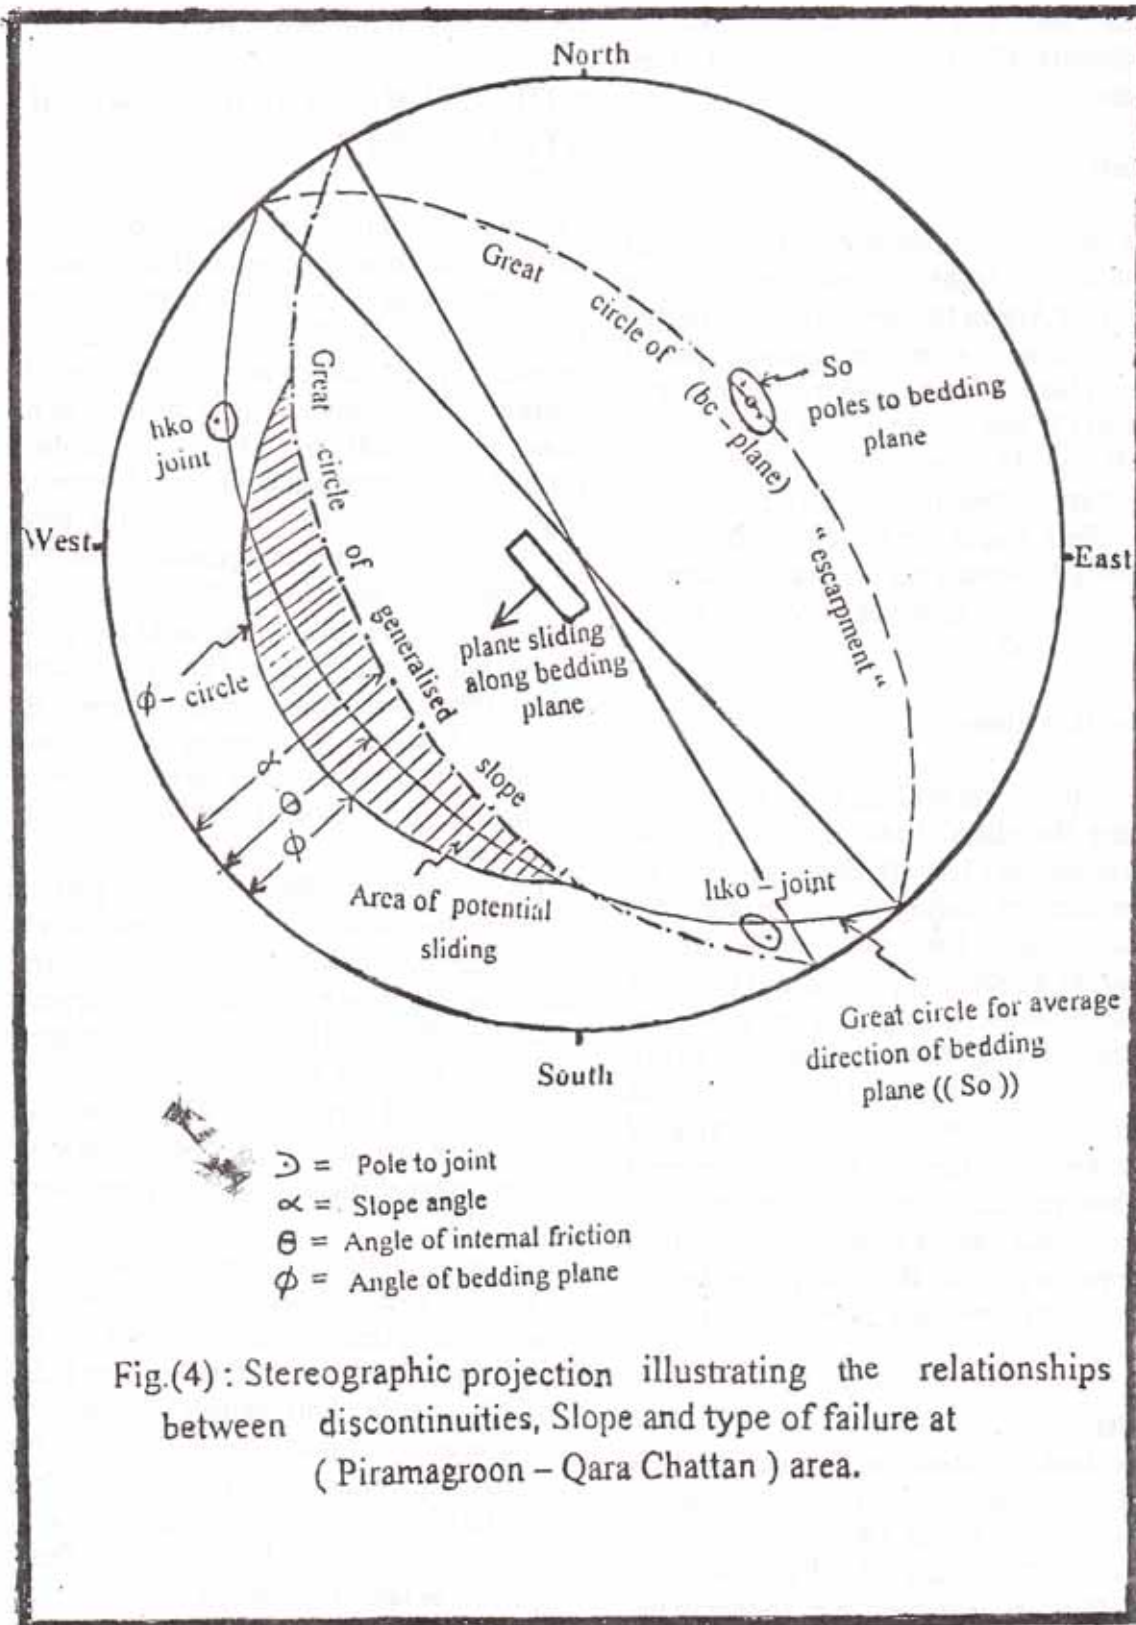 North
Great
circle of
(bc - plane)
"escarpment"
So
poles to bedding
plane
hko
joint
Great
circle
of
generalised
slope
West
East
plane sliding
along bedding
plane
ϕ - circle
α
θ
ϕ
Area of potential
sliding
hko - joint
Great circle for average
direction of bedding
plane (( So ))
South
= Pole to joint
α = Slope angle
θ = Angle of internal friction
ϕ = Angle of bedding plane
Fig.(4) : Stereographic projection illustrating the relationships
between discontinuities, Slope and type of failure at
( Piramagroon – Qara Chattan ) area.